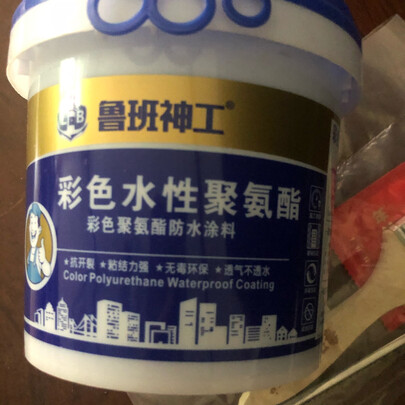 LBB
鲁班神工®
彩色水性聚氨酯
彩色聚氨酯防水涂料
★抗开裂 ★粘结力强 ★无毒环保 ★透气不透水
Color Polyurethane Waterproof Coating